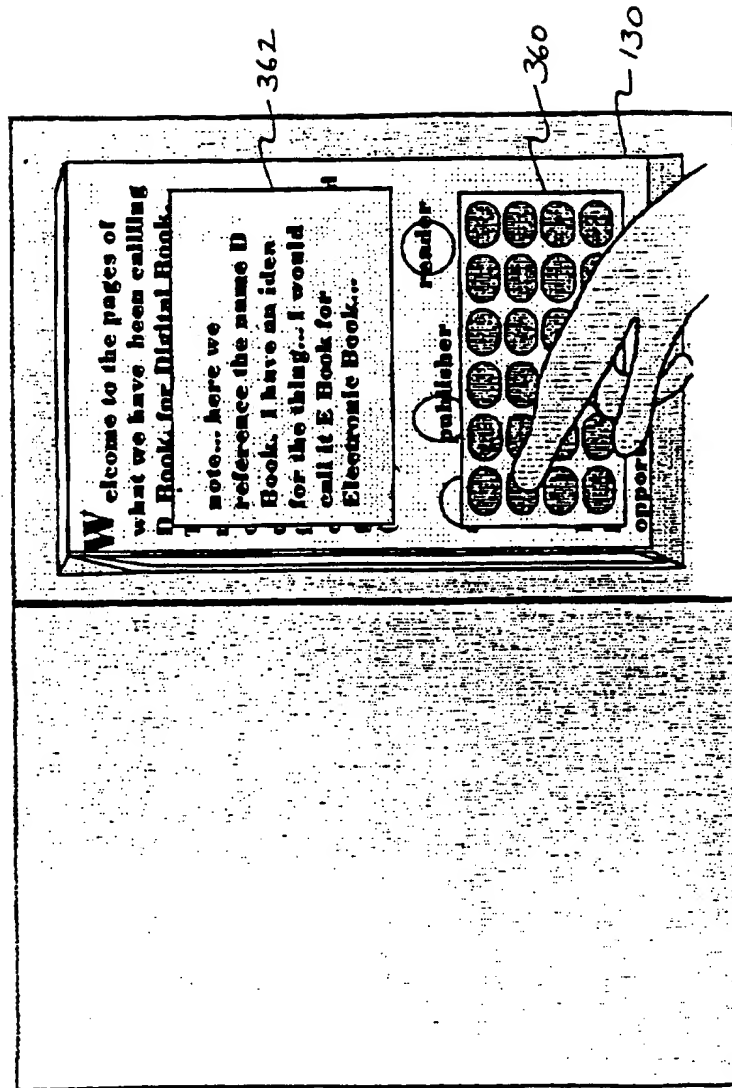 Welcome to the pages of
what we have been calling
D Book, for Digital Book.
note... here we
reference the name D
Book. I have an idea
for the thing... I would
call it E Book for
Electronic Book...
publisher
reader
362
360
130